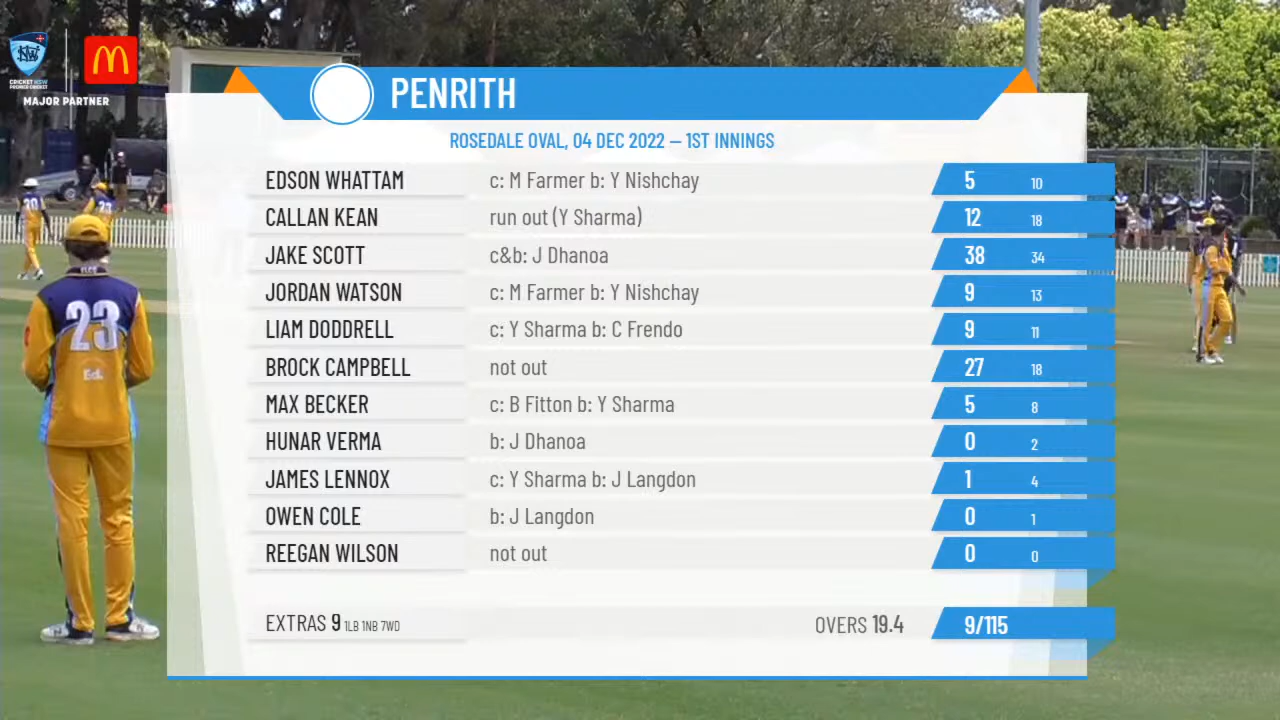 CRICKET NSW
PREMIER CRICKET
MAJOR PARTNER
PENRITH
ROSEDALE OVAL, 04 DEC 2022 – 1ST INNINGS
EDSON WHATTAM c: M Farmer b: Y Nishchay 5 10
CALLAN KEAN run out (Y Sharma) 12 18
JAKE SCOTT c&b: J Dhanoa 38 34
JORDAN WATSON c: M Farmer b: Y Nishchay 9 13
LIAM DODDRELL c: Y Sharma b: C Frendo 9 11
BROCK CAMPBELL not out 27 18
MAX BECKER c: B Fitton b: Y Sharma 5 8
HUNAR VERMA b: J Dhanoa 0 2
JAMES LENNOX c: Y Sharma b: J Langdon 1 4
OWEN COLE b: J Langdon 0 1
REEGAN WILSON not out 0 0
EXTRAS 9 1LB 1NB 7WD OVERS 19.4 9/115
23